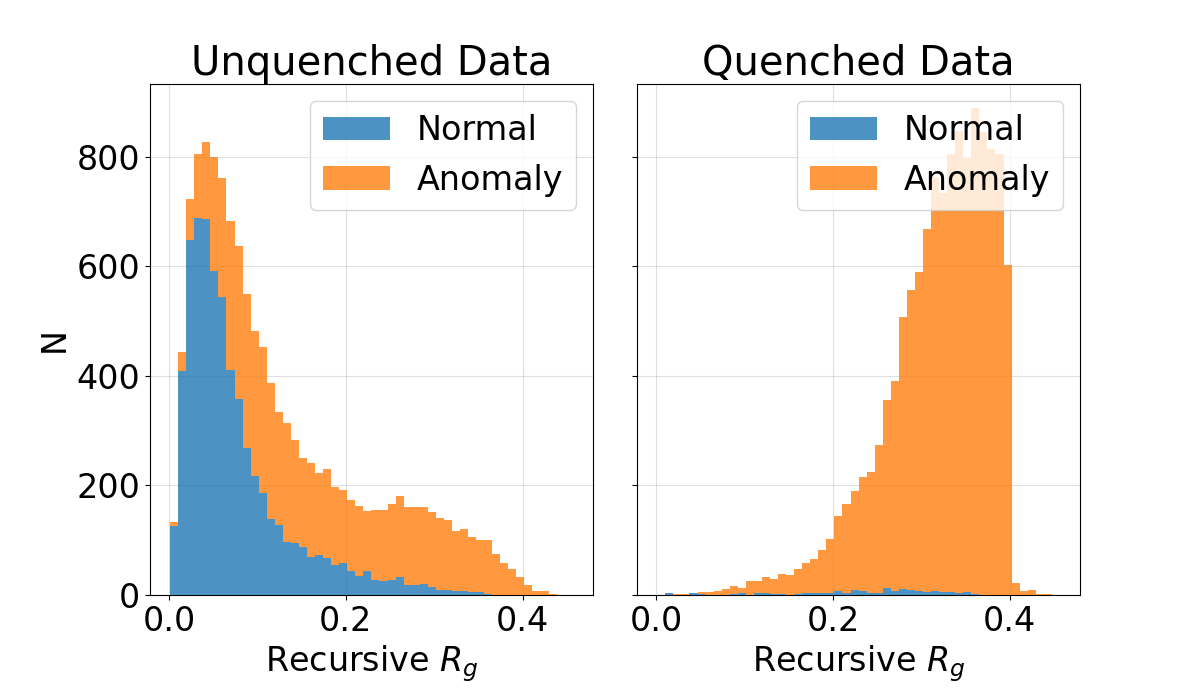 Unquenched Data
Normal
Anomaly
N
800
600
400
200
0
0.0 0.2 0.4
Recursive R_g
Quenched Data
Normal
Anomaly
0.0 0.2 0.4
Recursive R_g